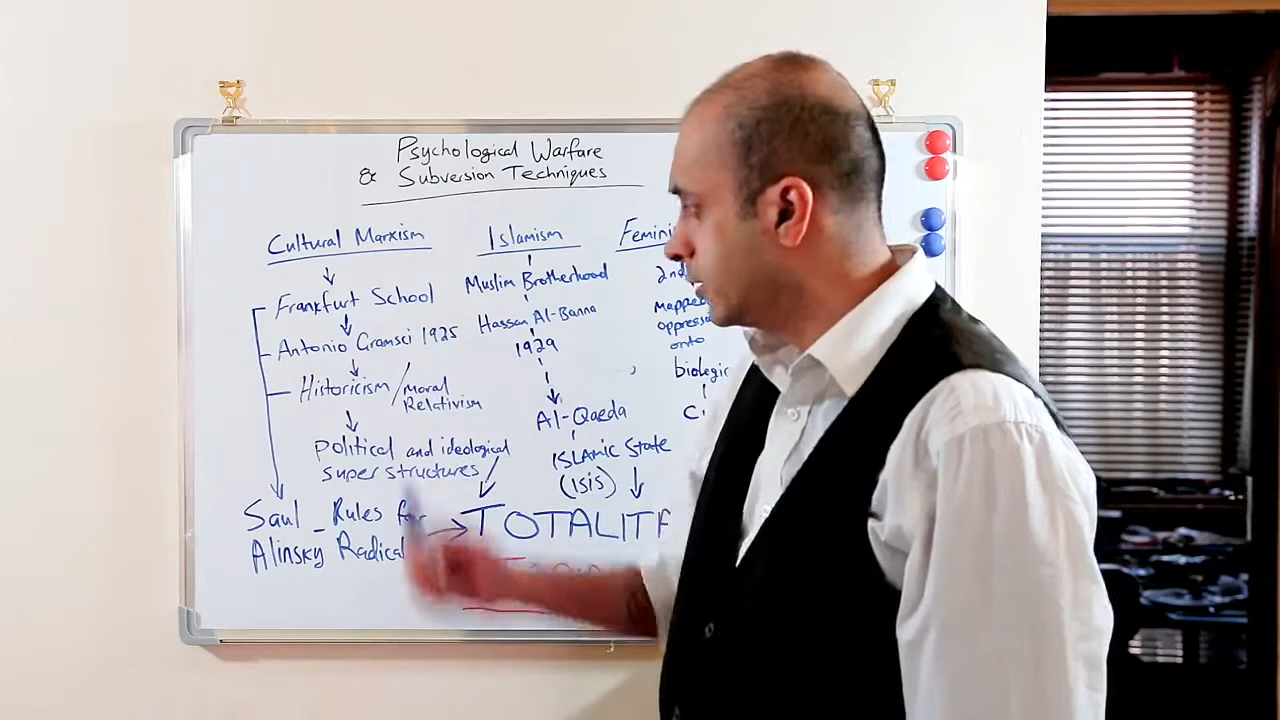 Psychological Warfare
& Subversion Techniques
Cultural Marxism
Frankfurt School
Antonio Gramsci 1925
Historicism / moral
Relativism
political and ideological
super structures
Saul _ Rules for
Alinsky Radical
Islamism
Muslim Brotherhood
Hassan Al-Banna
1929
Al-Qaeda
ISLAMIC State
(ISIS)
Femini
2nd
mapped
oppress
onto
biologic
C
TOTALIT